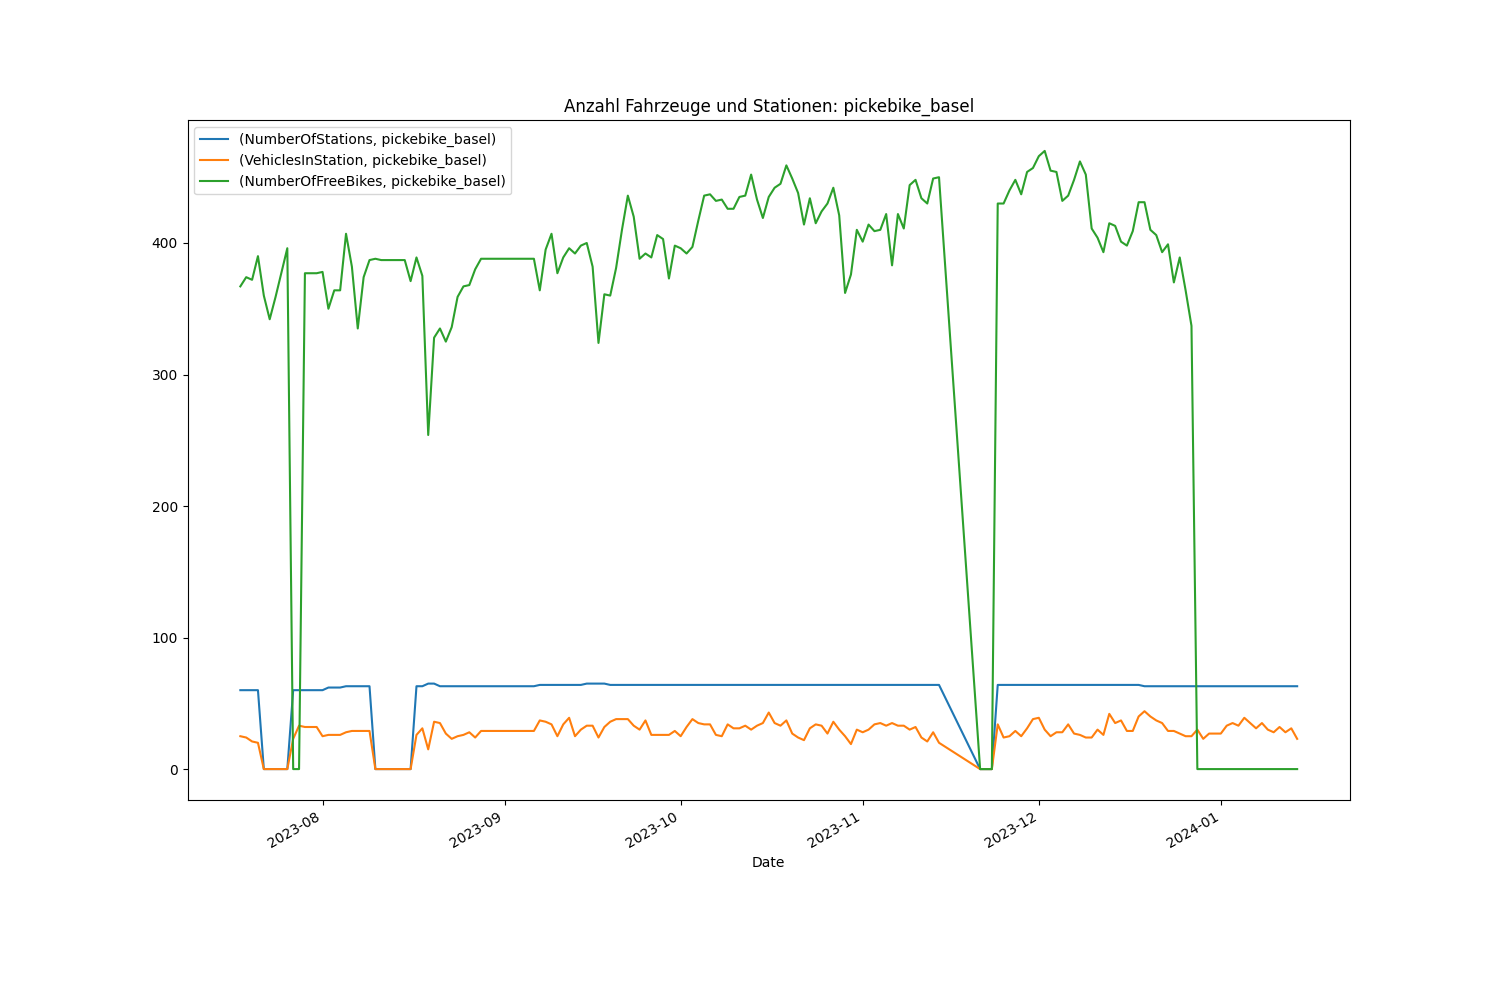 Anzahl Fahrzeuge und Stationen: pickebike_basel
(NumberOfStations, pickebike_basel)
(VehiclesInStation, pickebike_basel)
(NumberOfFreeBikes, pickebike_basel)
400
300
200
100
0
2023-08
2023-09
2023-10
2023-11
2023-12
2024-01
Date